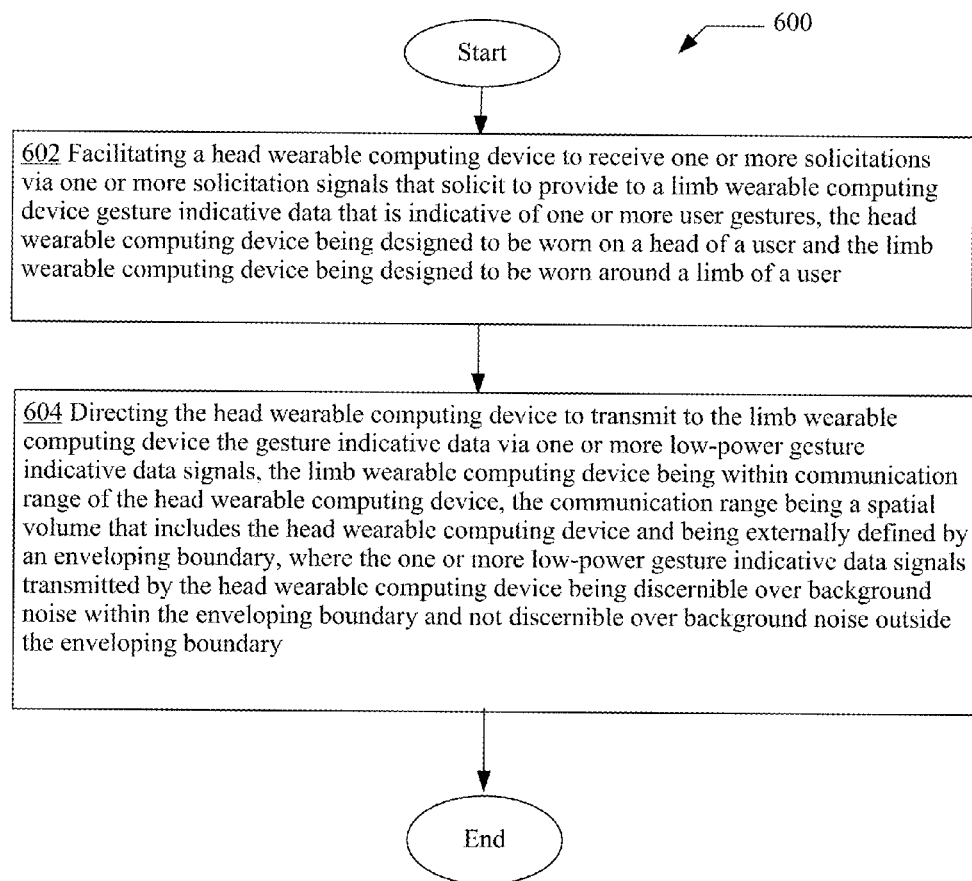 600
Start
602 Facilitating a head wearable computing device to receive one or more solicitations
via one or more solicitation signals that solicit to provide to a limb wearable computing
device gesture indicative data that is indicative of one or more user gestures, the head
wearable computing device being designed to be worn on a head of a user and the limb
wearable computing device being designed to be worn around a limb of a user
604 Directing the head wearable computing device to transmit to the limb wearable
computing device the gesture indicative data via one or more low-power gesture
indicative data signals, the limb wearable computing device being within communication
range of the head wearable computing device, the communication range being a spatial
volume that includes the head wearable computing device and being externally defined by
an enveloping boundary, where the one or more low-power gesture indicative data signals
transmitted by the head wearable computing device being discernible over background
noise within the enveloping boundary and not discernible over background noise outside
the enveloping boundary
End